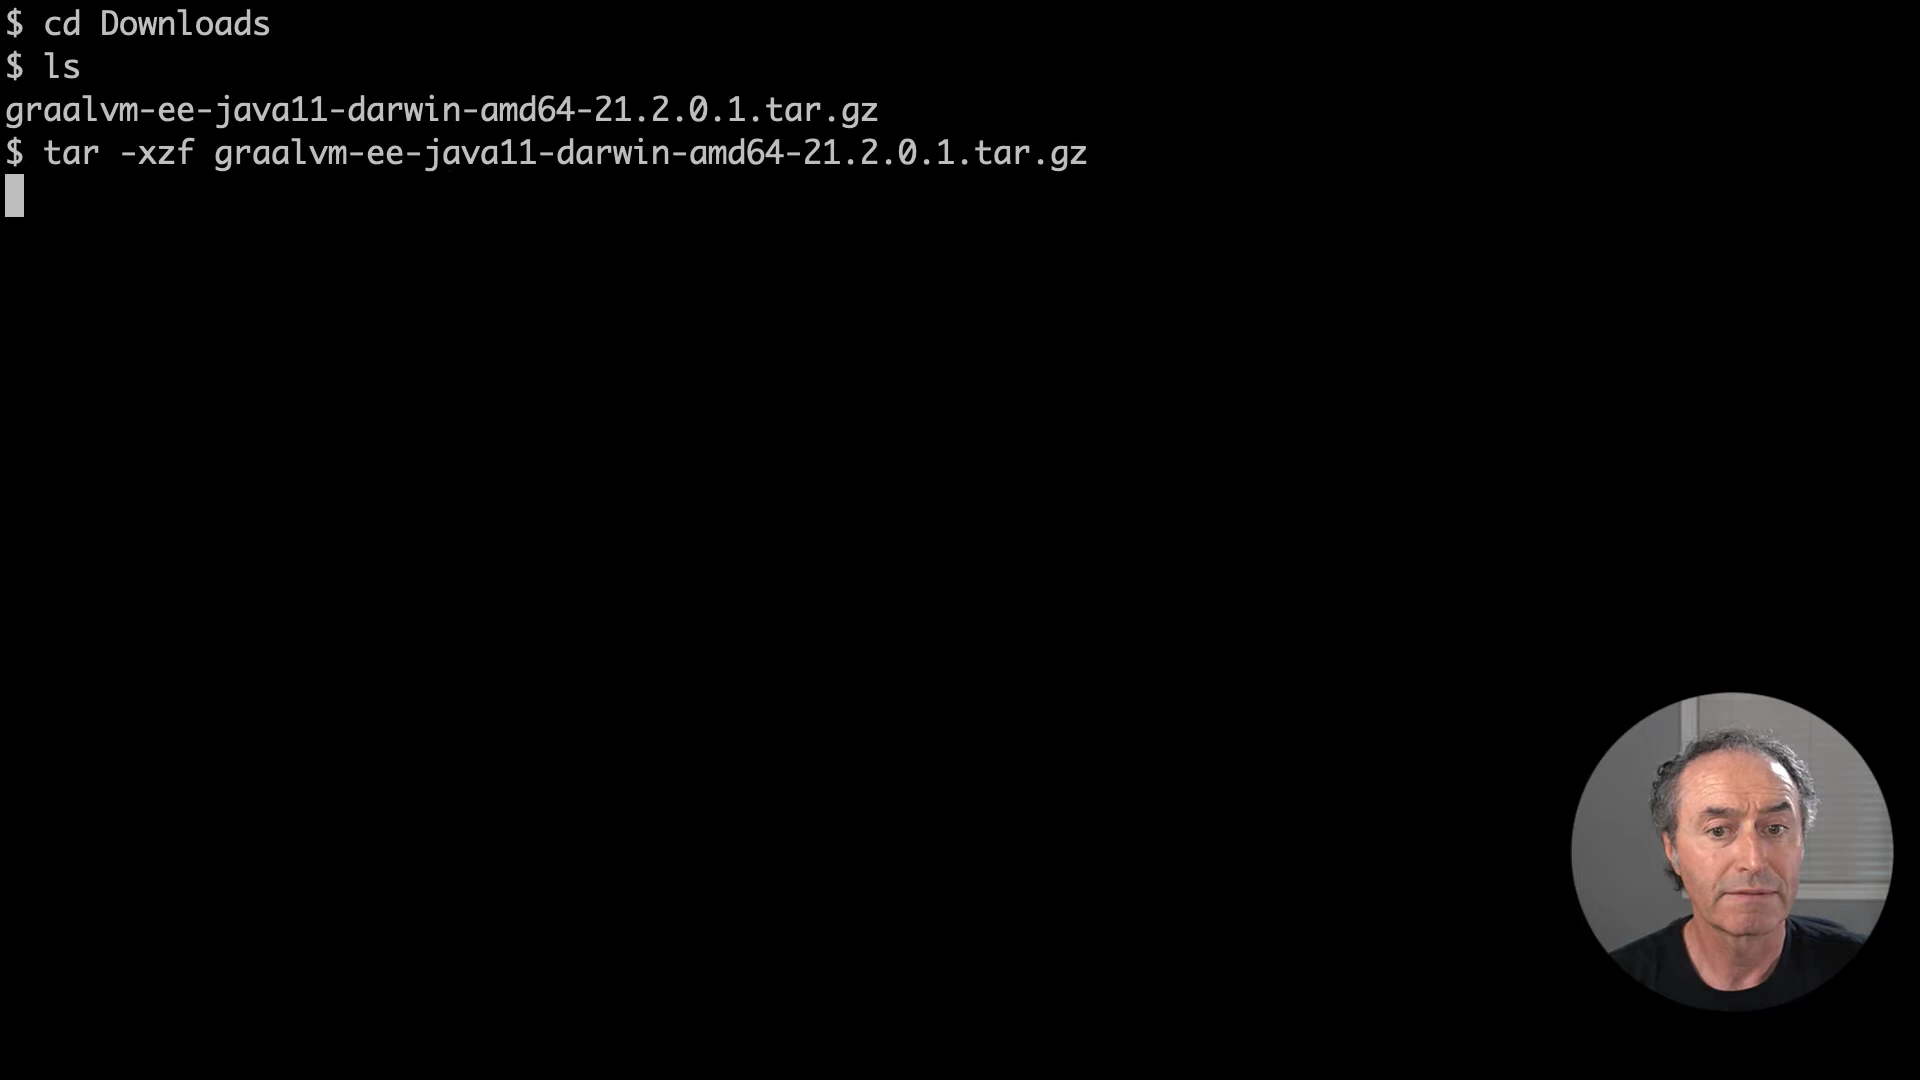 $ cd Downloads
$ ls
graalvm-ee-java11-darwin-amd64-21.2.0.1.tar.gz
$ tar -xzf graalvm-ee-java11-darwin-amd64-21.2.0.1.tar.gz